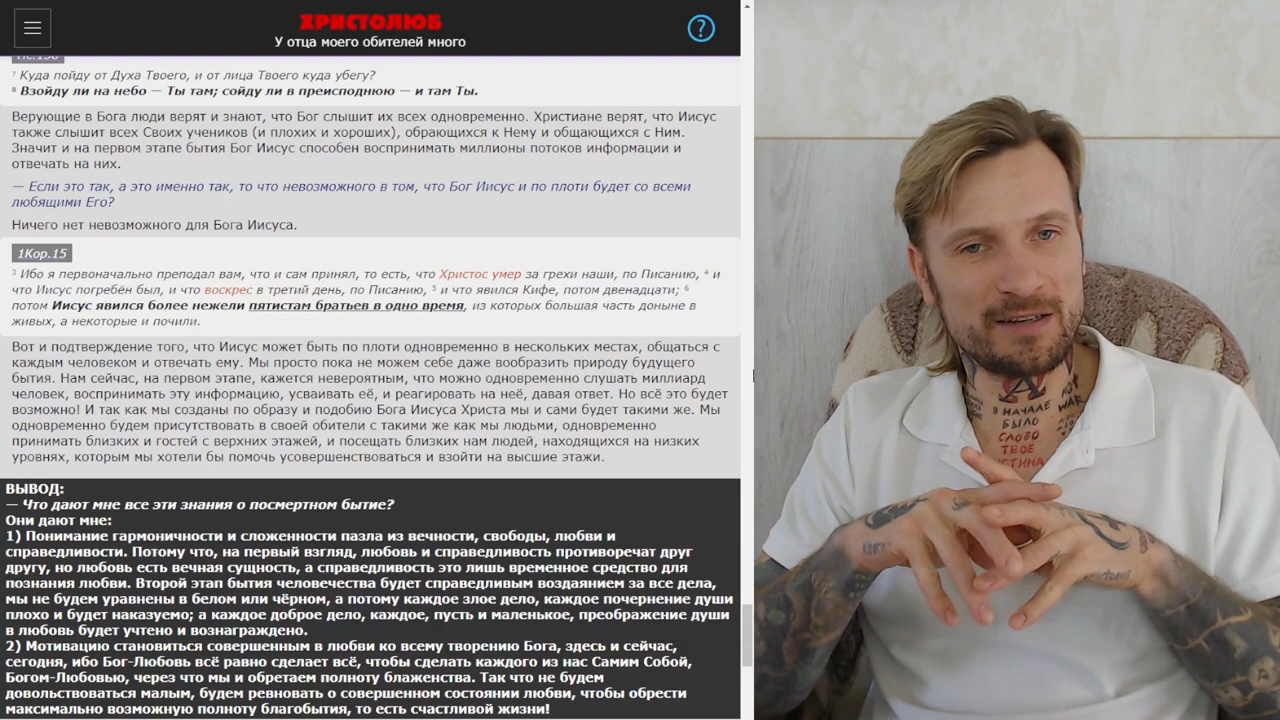 ХРИСТОЛЮБ
У отца моего обителей много
?
⁷ Куда пойду от Духа Твоего, и от лица Твоего куда убегу?
⁸ Взойду ли на небо — Ты там; сойду ли в преисподнюю — и там Ты.
Верующие в Бога люди верят и знают, что Бог слышит их всех одновременно. Христиане верят, что Иисус
также слышит всех Своих учеников (и плохих и хороших), обрающихся к Нему и общающихся с Ним.
Значит и на первом этапе бытия Бог Иисус способен воспринимать миллионы потоков информации и
отвечать на них.
— Если это так, а это именно так, то что невозможного в том, что Бог Иисус и по плоти будет со всеми
любящими Его?
Ничего нет невозможного для Бога Иисуса.
1Кор.15
³ Ибо я первоначально преподал вам, что и сам принял, то есть, что Христос умер за грехи наши, по Писанию, ⁴ и
что Иисус погребён был, и что воскрес в третий день, по Писанию, ⁵ и что явился Кифе, потом двенадцати; ⁶
потом Иисус явился более нежели пятистам братьев в одно время, из которых большая часть доныне в
живых, а некоторые и почили.
Вот и подтверждение того, что Иисус может быть по плоти одновременно в нескольких местах, общаться с
каждым человеком и отвечать ему. Мы просто пока не можем себе даже вообразить природу будущего
бытия. Нам сейчас, на первом этапе, кажется невероятным, что можно одновременно слушать миллиард
человек, воспринимать эту информацию, усваивать её, и реагировать на неё, давая ответ. Но всё это будет
возможно! И так как мы созданы по образу и подобию Бога Иисуса Христа мы и сами будет такими же. Мы
одновременно будем присутствовать в своей обители с такими же как мы людьми, одновременно
принимать близких и гостей с верхних этажей, и посещать близких нам людей, находящихся на низких
уровнях, которым мы хотели бы помочь усовершенствоваться и взойти на высшие этажи.
ВЫВОД:
— Что дают мне все эти знания о посмертном бытие?
Они дают мне:
1) Понимание гармоничности и сложенности пазла из вечности, свободы, любви и
справедливости. Потому что, на первый взгляд, любовь и справедливость противоречат друг
другу, но любовь есть вечная сущность, а справедливость это лишь временное средство для
познания любви. Второй этап бытия человечества будет справедливым воздаянием за все дела,
мы не будем уравнены в белом или чёрном, а потому каждое злое дело, каждое почернение души
плохо и будет наказуемо; а каждое доброе дело, каждое, пусть и маленькое, преображение души
в любовь будет учтено и вознаграждено.
2) Мотивацию становиться совершенным в любви ко всему творению Бога, здесь и сейчас,
сегодня, ибо Бог-Любовь всё равно сделает всё, чтобы сделать каждого из нас Самим Собой,
Богом-Любовью, через что мы и обретаем полноту блаженства. Так что не будем
довольствоваться малым, будем ревновать о совершенном состоянии любви, чтобы обрести
максимально возможную полноту благобытия, то есть счастливой жизни!
В НАЧАЛЕ
БЫЛО
СЛОВО
ТВОЕ
WAR